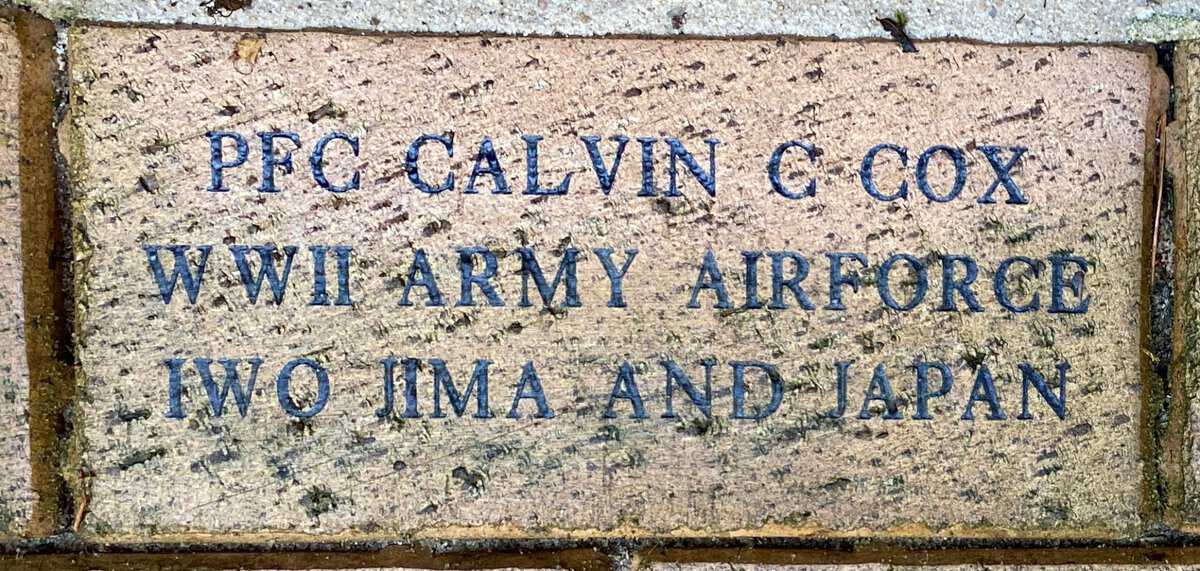 PFC CALVIN C COX
WWII ARMY AIRFORCE
IWO JIMA AND JAPAN